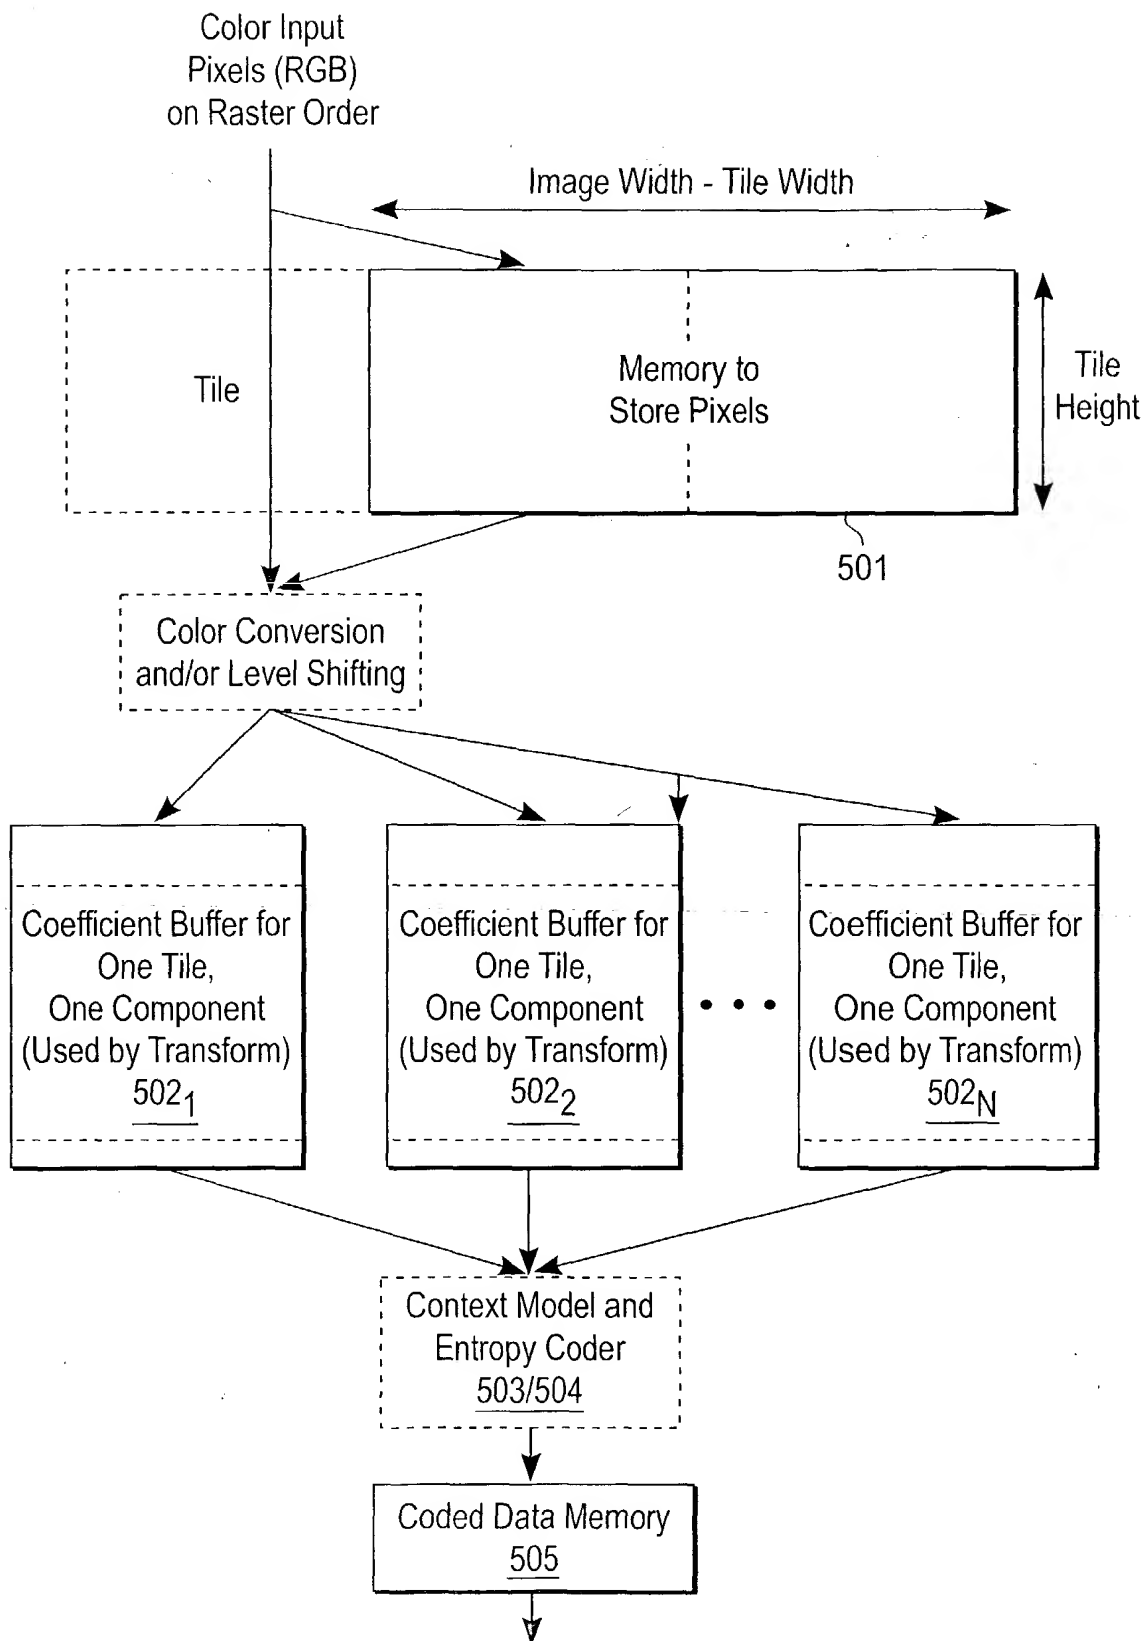 Color Input
Pixels (RGB)
on Raster Order
Image Width - Tile Width
Tile
Memory to
Store Pixels
Tile
Height
501
Color Conversion
and/or Level Shifting
Coefficient Buffer for
One Tile,
One Component
(Used by Transform)
502₁
Coefficient Buffer for
One Tile,
One Component
(Used by Transform)
502₂
Coefficient Buffer for
One Tile,
One Component
(Used by Transform)
502N
Context Model and
Entropy Coder
503/504
Coded Data Memory
505